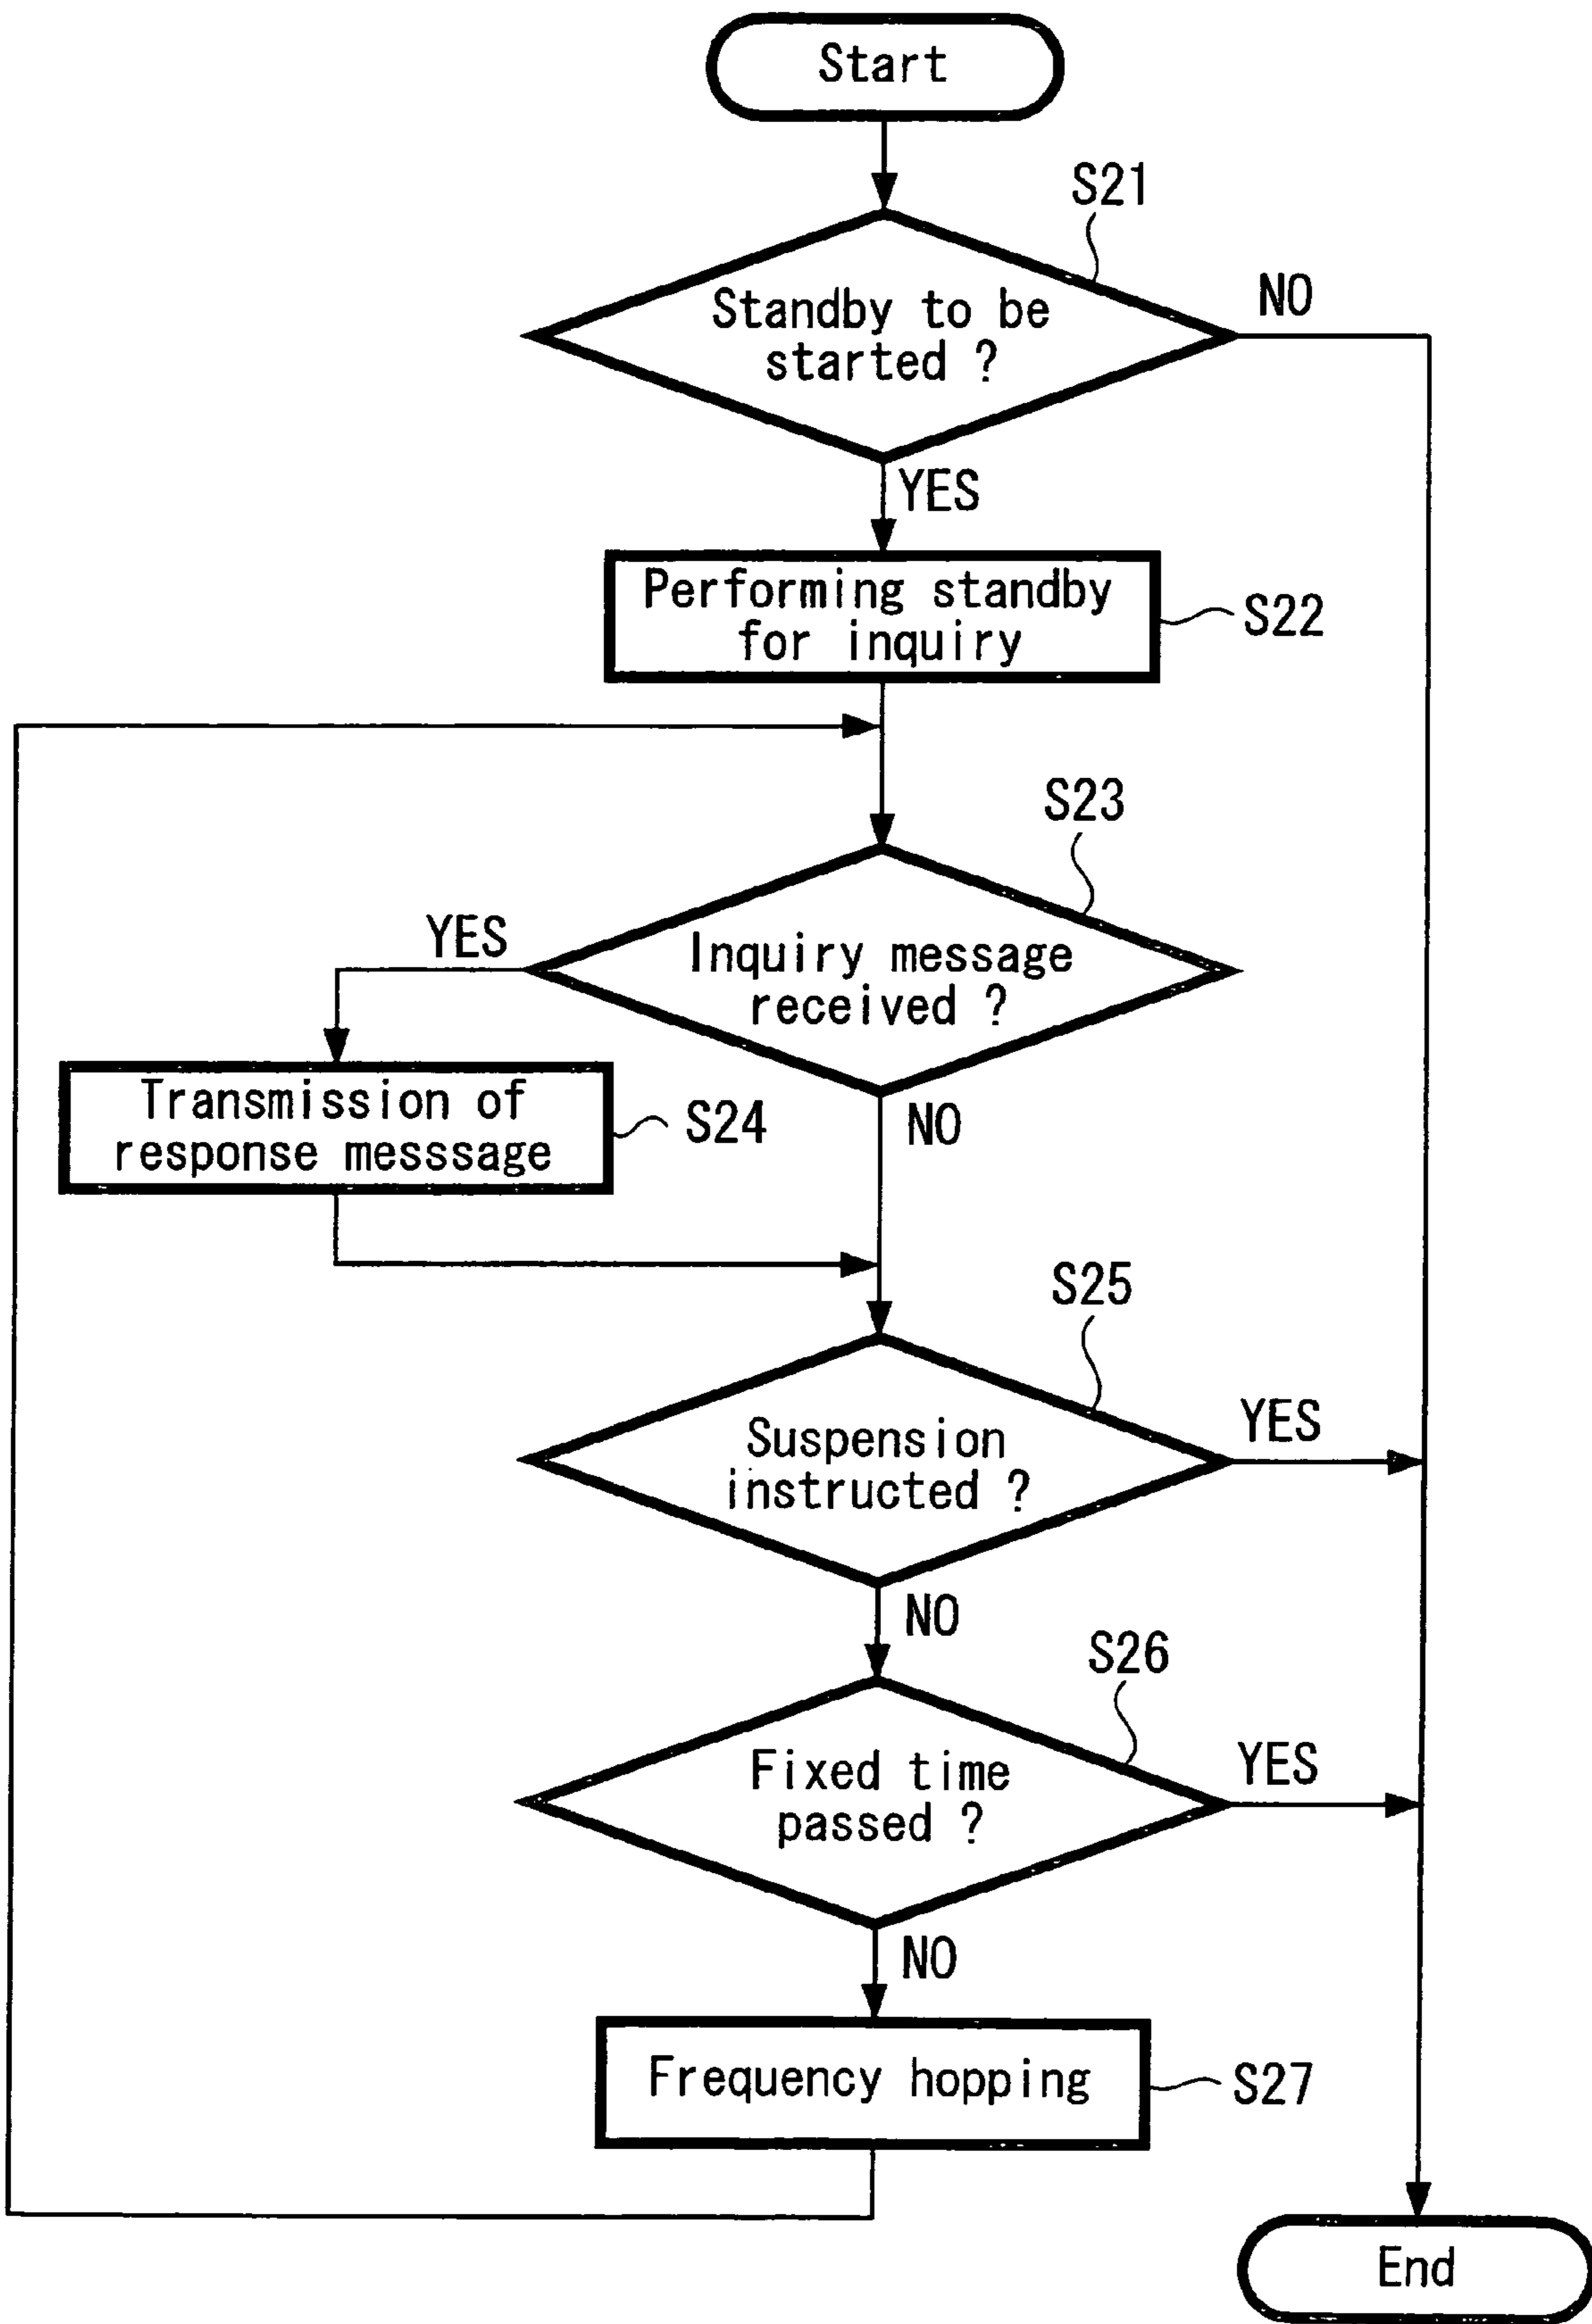 Start
S21
Standby to be
started ?
NO
YES
Performing standby
for inquiry
S22
S23
YES
Inquiry message
received ?
Transmission of
response messsage
S24
NO
S25
Suspension
instructed ?
YES
NO
S26
Fixed time
passed ?
YES
NO
Frequency hopping
S27
End